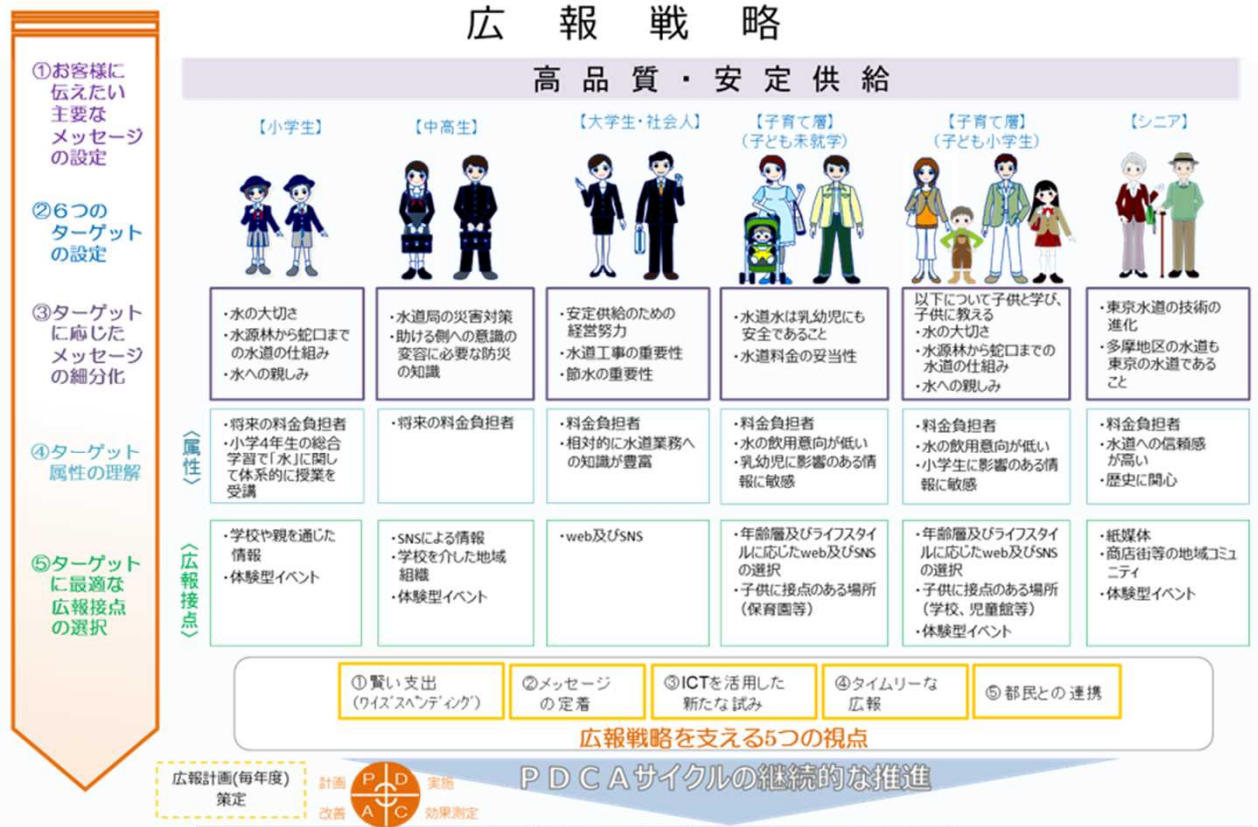 広報戦略
高品質・安定供給
①お客様に
伝えたい
主要な
メッセージ
の設定
②６つの
ターゲット
の設定
③ターゲット
に応じた
メッセージ
の細分化
④ターゲット
属性の理解
⑤ターゲット
に最適な
広報接点
の選択
【小学生】
【中高生】
【大学生・社会人】
【子育て層】
(子ども未就学)
【子育て層】
(子ども小学生)
【シニア】
・水の大切さ
・水源林から蛇口まで
の水道の仕組み
・水への親しみ
・水道局の災害対策
・助ける側への意識の
変容に必要な防災
の知識
・安定供給のための
経営努力
・水道工事の重要性
・節水の重要性
・水道水は乳幼児にも
安全であること
・水道料金の妥当性
以下について子供と学び、
子供に教える
・水の大切さ
・水源林から蛇口までの
水道の仕組み
・水への親しみ
・東京水道の技術の
進化
・多摩地区の水道も
東京の水道である
こと
〈属性〉
・将来の料金負担者
・小学4年生の総合
学習で「水」に関し
て体系的に授業を
受講
・将来の料金負担者
・料金負担者
・相対的に水道業務へ
の知識が豊富
・料金負担者
・水の飲用意向が低い
・乳幼児に影響のある情
報に敏感
・料金負担者
・水の飲用意向が低い
・小学生に影響のある情
報に敏感
・料金負担者
・水道への信頼感
が高い
・歴史に関心
〈広報接点〉
・学校や親を通じた
情報
・体験型イベント
・SNSによる情報
・学校を介した地域
組織
・体験型イベント
・web及びSNS
・年齢層及びライフスタイ
ルに応じたweb及びSNS
の選択
・子供に接点のある場所
（保育園等）
・年齢層及びライフスタイ
ルに応じたweb及びSNS
の選択
・子供に接点のある場所
（学校、児童館等）
・体験型イベント
・紙媒体
・商店街等の地域コミュ
ニティ
・体験型イベント
①賢い支出
(ワイズスペンディング)
②メッセージ
の定着
③ICTを活用した
新たな試み
④タイムリーな
広報
⑤都民との連携
広報戦略を支える5つの視点
広報計画(毎年度)
策定
計画 P D 実施
改善 A C 効果測定
PDCAサイクルの継続的な推進